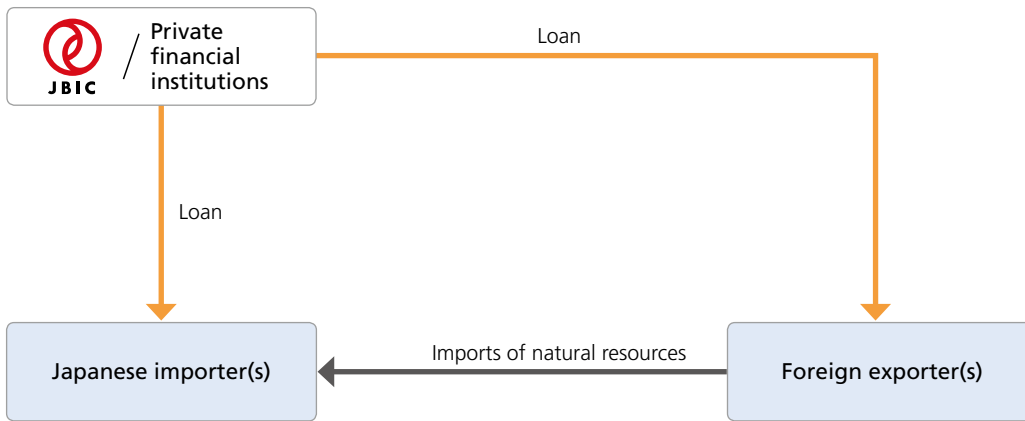 Private
financial
institutions
JBIC
Loan
Loan
Imports of natural resources
Japanese importer(s)
Foreign exporter(s)